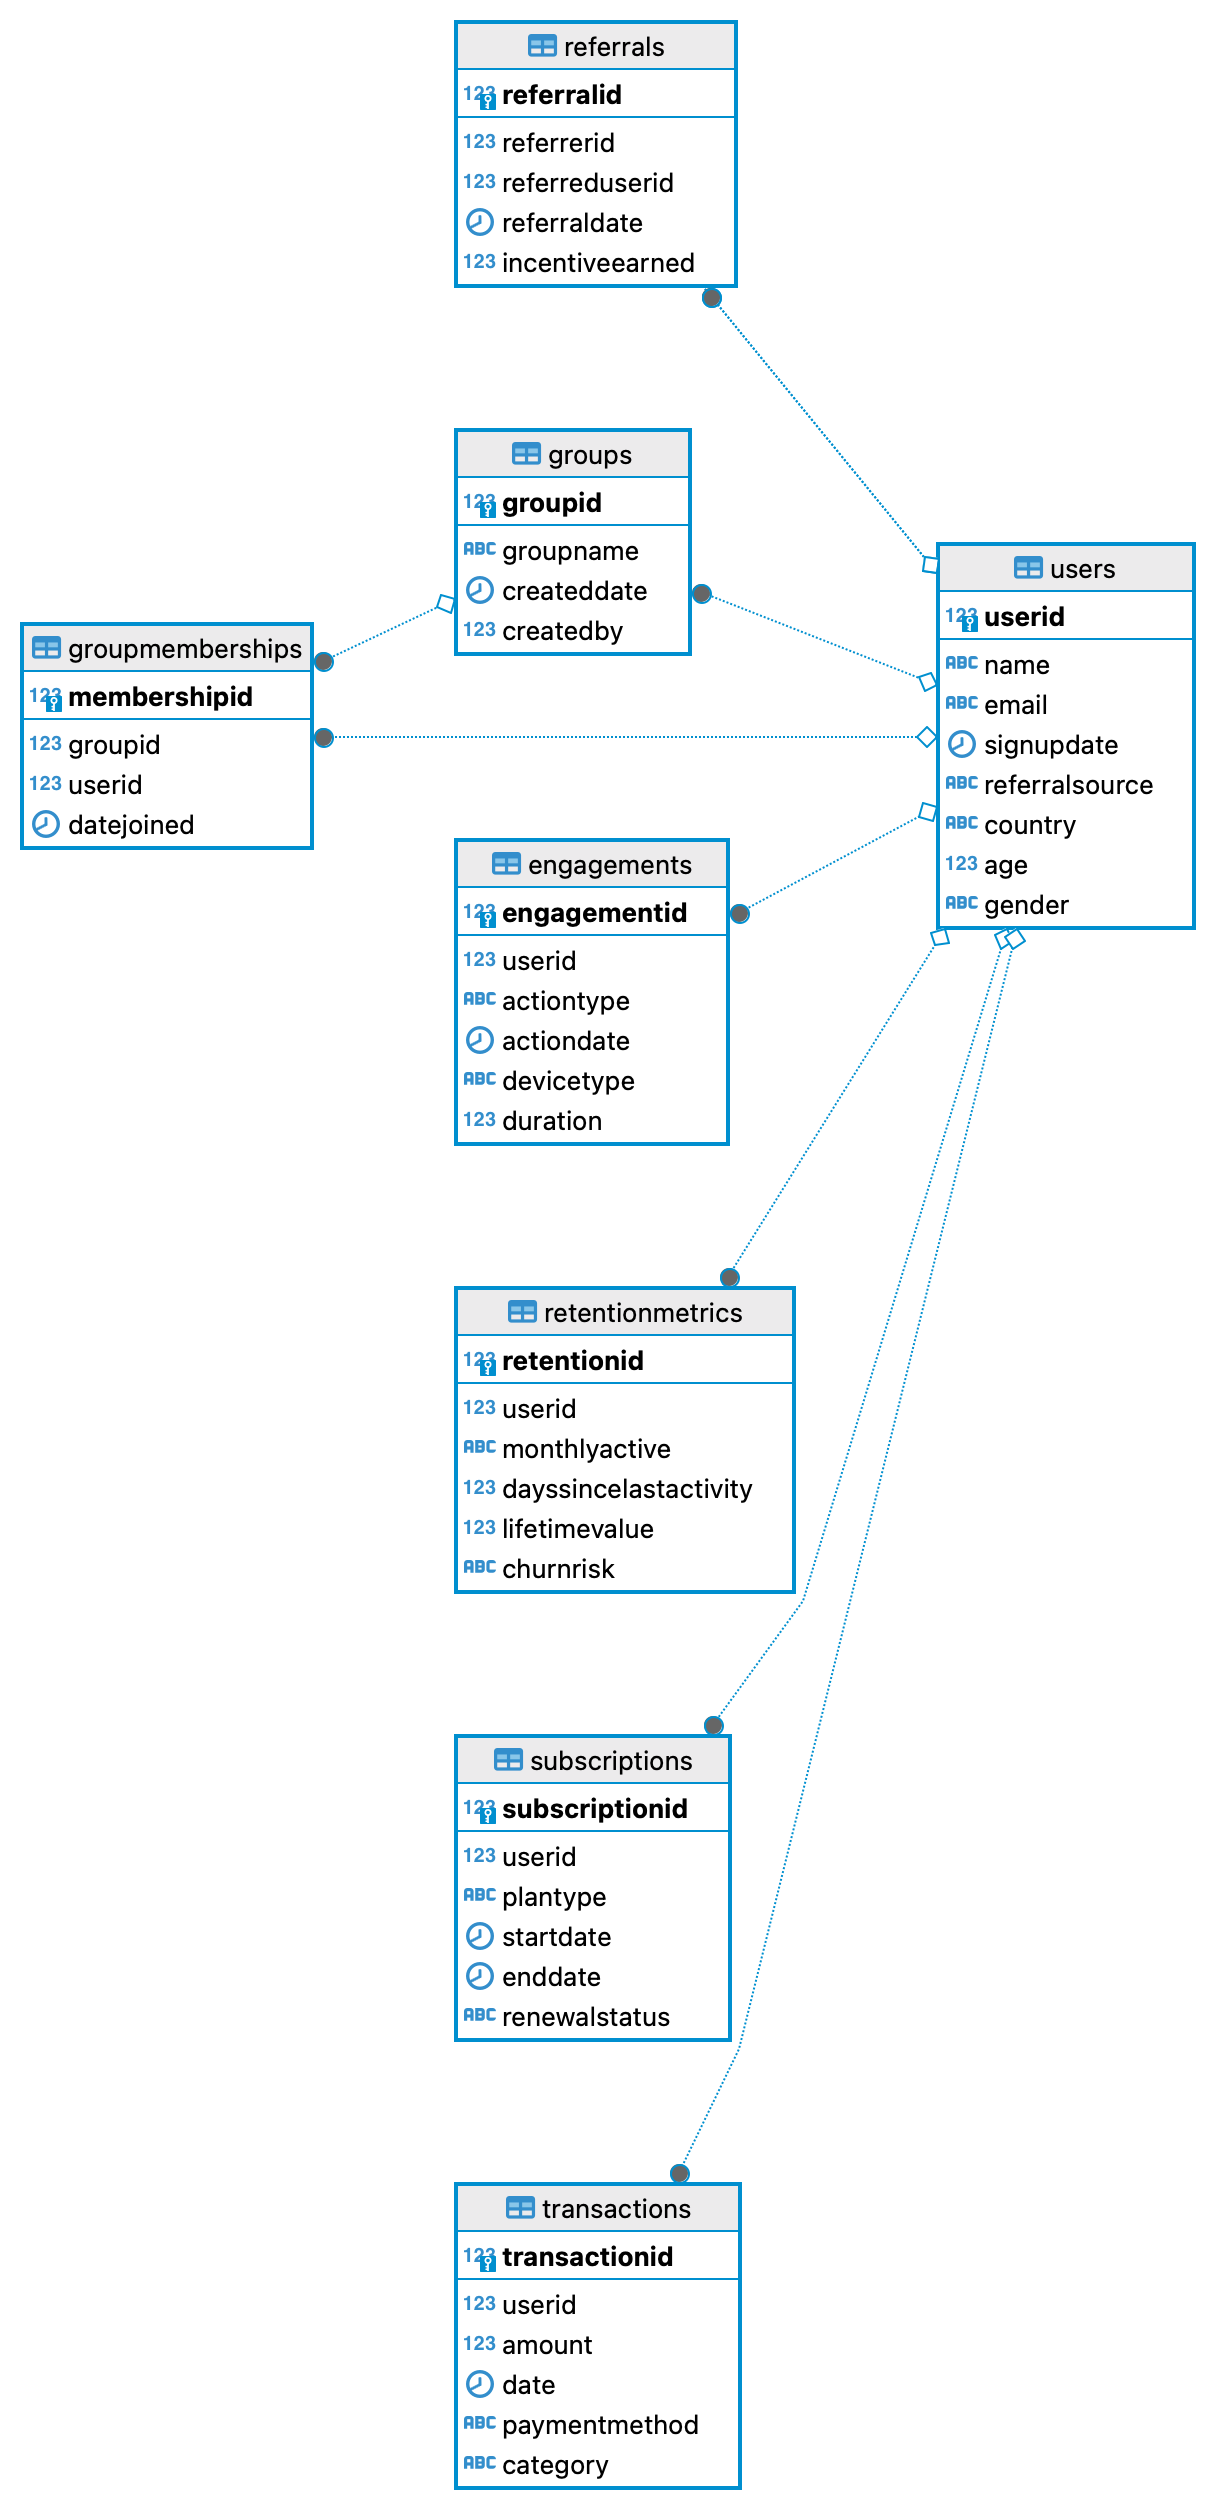 referrals
123 referralid
123 referrerid
123 referreduserid
referraldate
123 incentiveearned
groups
123 groupid
ABC groupname
createddate
123 createdby
users
123 userid
ABC name
ABC email
signupdate
ABC referralsource
ABC country
123 age
ABC gender
groupmemberships
123 membershipid
123 groupid
123 userid
datejoined
engagements
123 engagementid
123 userid
ABC actiontype
actiondate
ABC devicetype
123 duration
retentionmetrics
123 retentionid
123 userid
ABC monthlyactive
123 dayssincelastactivity
123 lifetimevalue
ABC churnrisk
subscriptions
123 subscriptionid
123 userid
ABC plantype
startdate
enddate
ABC renewalstatus
transactions
123 transactionid
123 userid
123 amount
date
ABC paymentmethod
ABC category